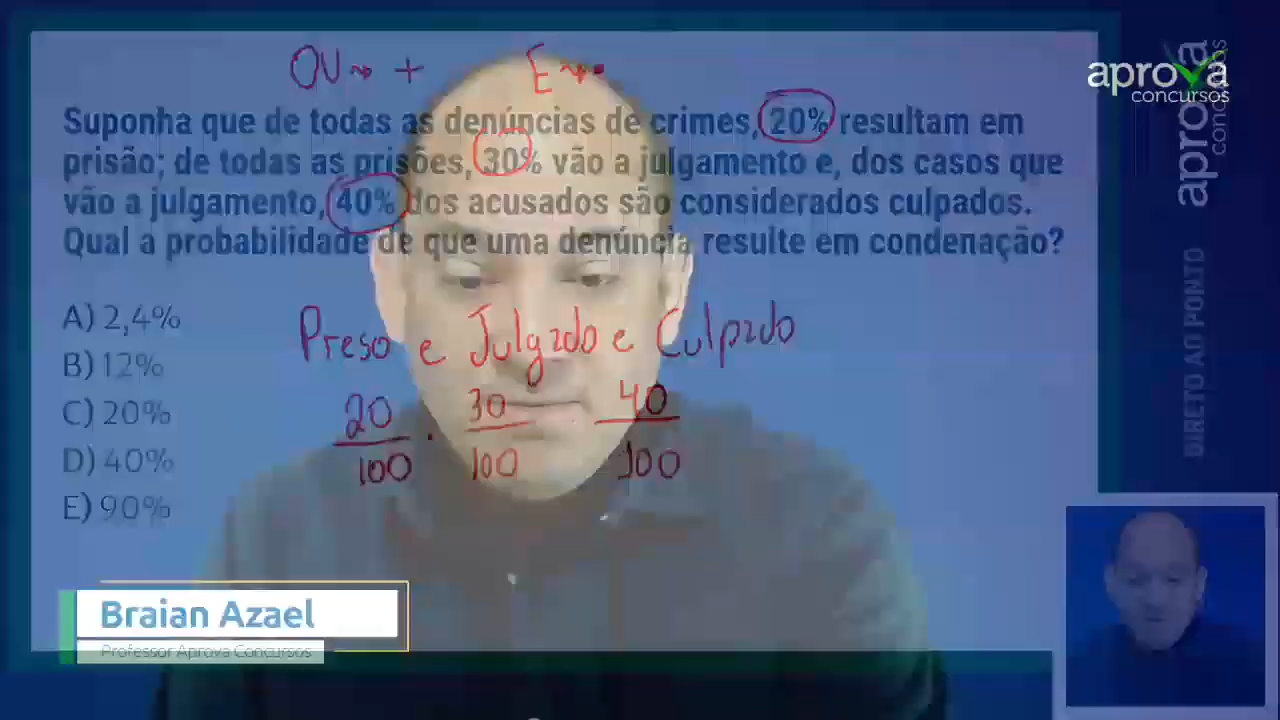 OU → + E → •
aprova
concursos
Suponha que de todas as denúncias de crimes, 20% resultam em
prisão; de todas as prisões, 30% vão a julgamento e, dos casos que
vão a julgamento, 40% dos acusados são considerados culpados.
Qual a probabilidade de que uma denúncia resulte em condenação?
A) 2,4%
B) 12%
C) 20%
D) 40%
E) 90%
Preso e Julgado e Culpado
20 30 40
100 . 100 100
aprova
concursos
DIRETO AO PONTO
Braian Azael
Professor Aprova Concursos